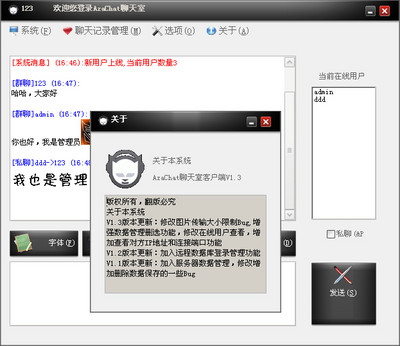 123 欢迎您登录AraChat聊天室
系统(F) 聊天记录管理(M) 选项(O) 关于(A)
[系统消息] (16:46):新用户上线,当前用户数量3
[群聊]123 (16:47):
哈哈，大家好
[群聊]admin (16:47):
你也好，我是管理员
[私聊]ddd->123 (16:48
我也是管理
当前在线用户
admin
ddd
关于
关于本系统
AraChat聊天室客户端V1.3
版权所有,翻版必究
关于本系统
V1.3版本更新：修改图片传输大小限制Bug,增
强数据管理删选功能，修改在线用户查看，增
加查看对方IP地址和连接端口功能
V1.2版本更新：加入远程数据库登录管理功能
V1.1版本更新：加入服务器数据管理，修改增
加删除数据保存的一些Bug
字体(F)
私聊(AP
发送(S)